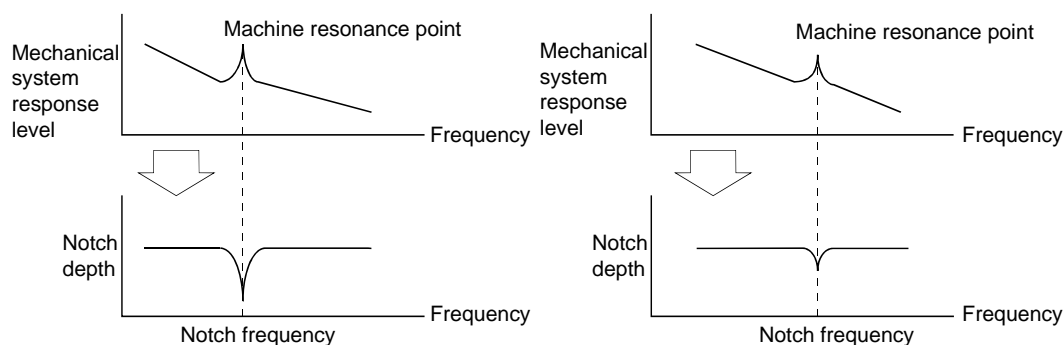 Machine resonance point
Mechanical
system
response
level
Frequency
Notch
depth
Frequency
Notch frequency
Machine resonance point
Mechanical
system
response
level
Frequency
Notch
depth
Frequency
Notch frequency